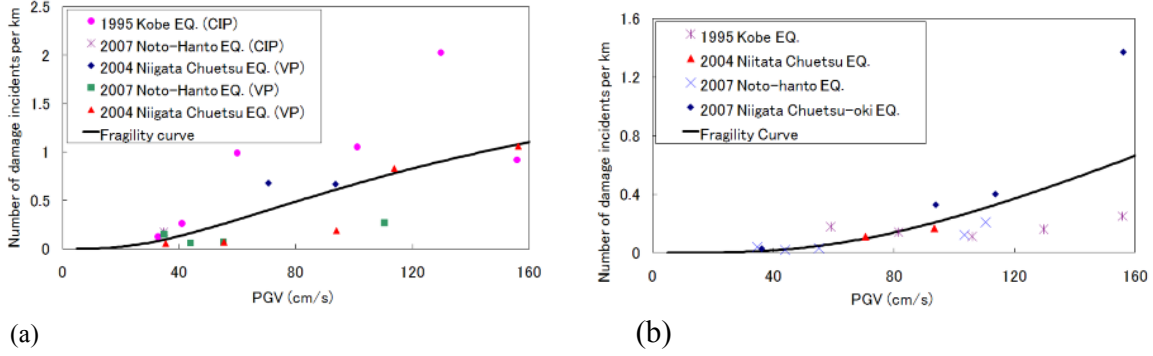 Number of damage incidents per km
2.5
2
1.5
1
0.5
0
1995 Kobe EQ. (CIP)
2007 Noto-Hanto EQ. (CIP)
2004 Niigata Chuetsu EQ. (VP)
2007 Noto-Hanto EQ. (VP)
2004 Niigata Chuetsu EQ. (VP)
Fragility curve
0 40 80 120 160
PGV (cm/s)
(a)
Number of damage incidents per km
1.6
1.2
0.8
0.4
0
1995 Kobe EQ.
2004 Niitata Chuetsu EQ.
2007 Noto-hanto EQ.
2007 Niigata Chuetsu-oki EQ.
Fragility Curve
0 40 80 120 160
PGV (cm/s)
(b)